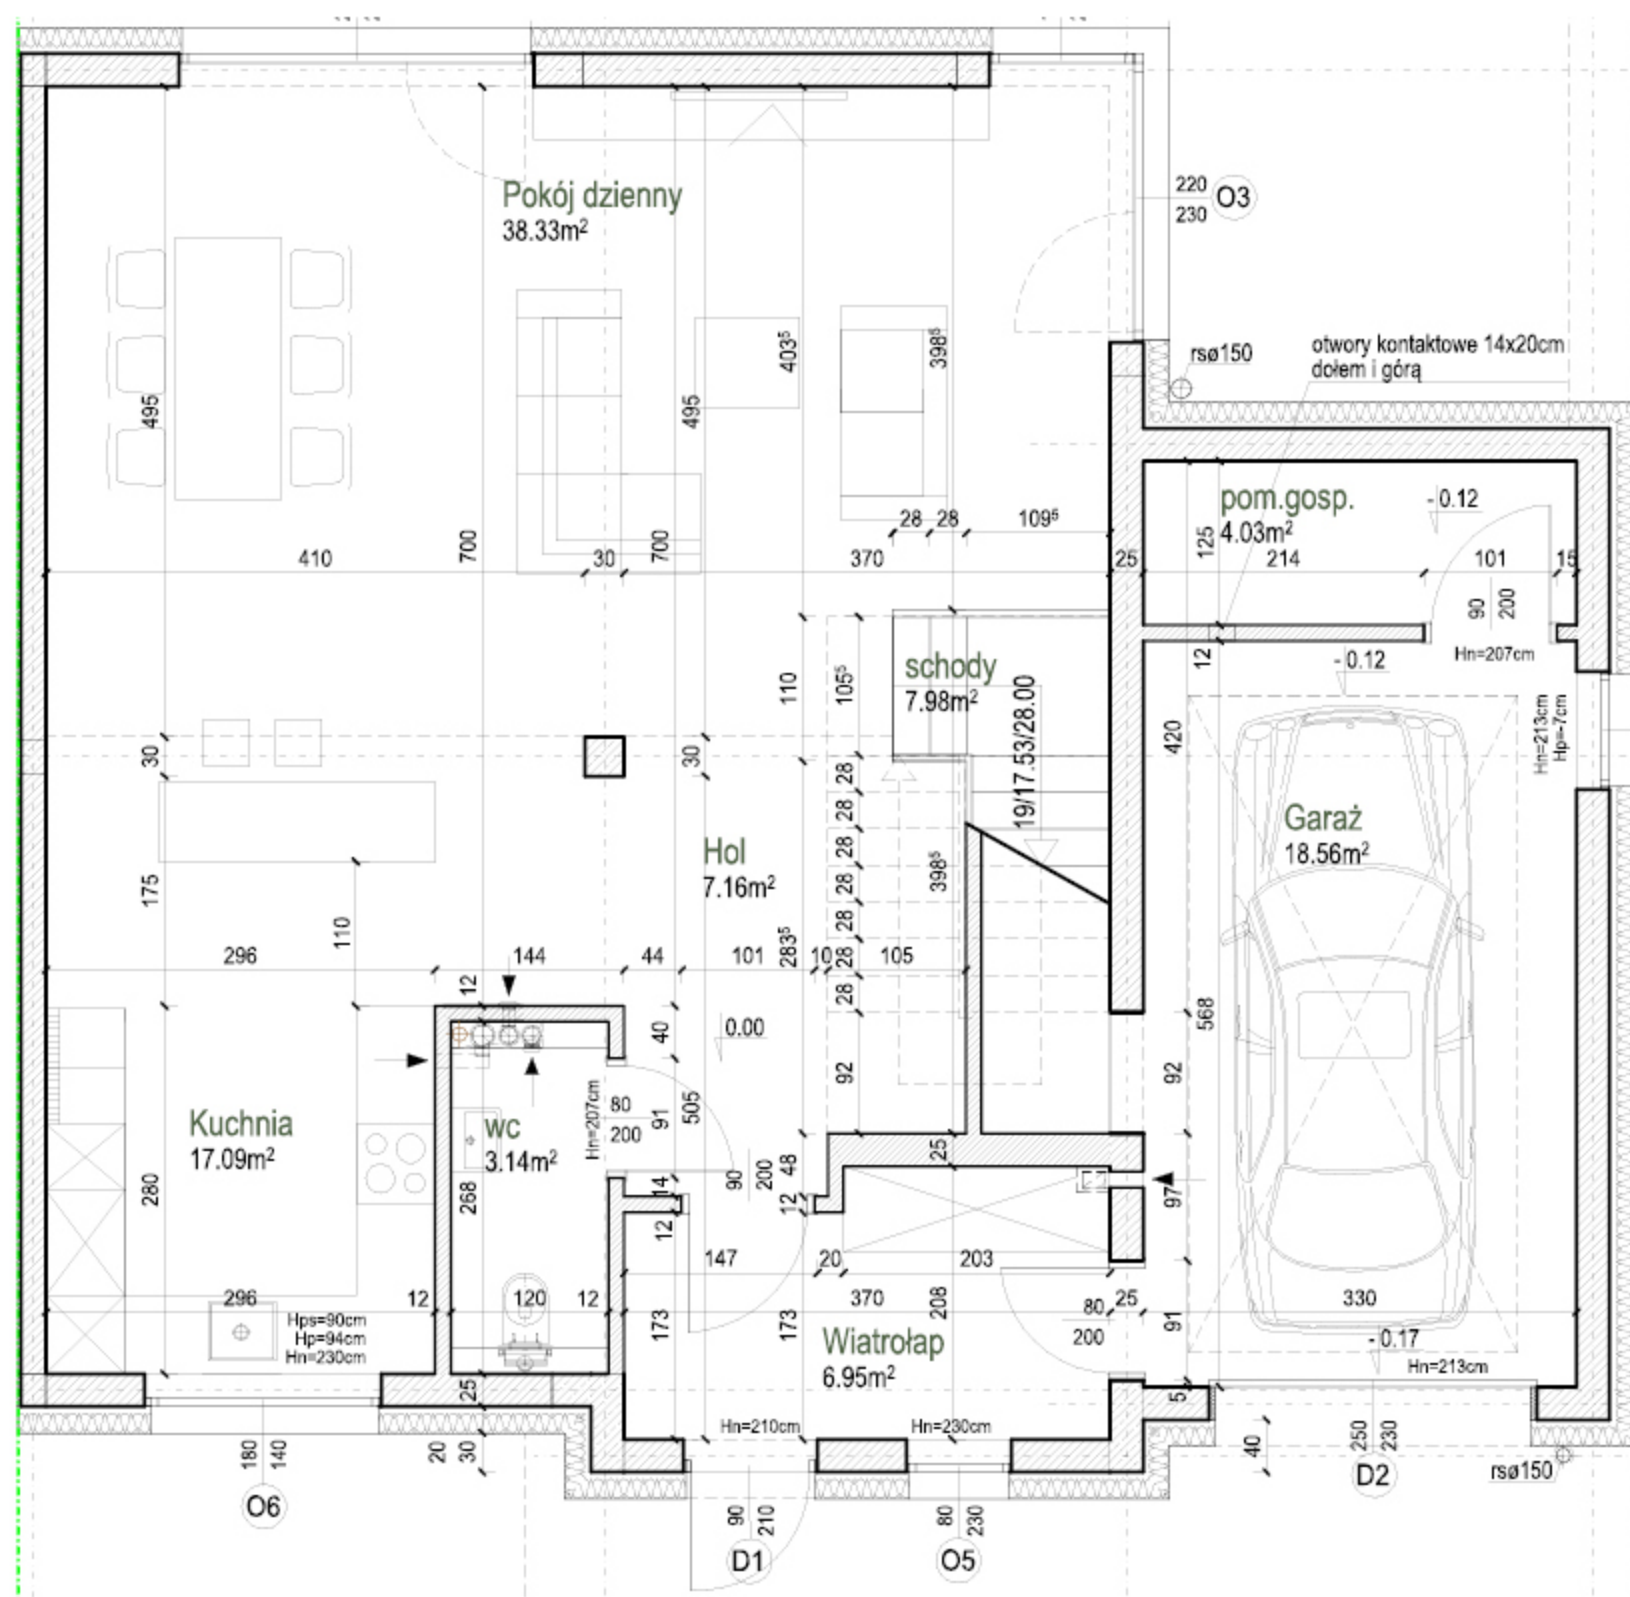 Pokój dzienny
38.33m²
220
230
O3
rsø150
otwory kontaktowe 14x20cm
dołem i górą
403⁵
398⁵
495
495
28
28
109⁵
pom.gosp.
4.03m²
- 0.12
125
410
700
30
700
370
25
214
101
15
90
200
Hn=207cm
12
- 0.12
schody
7.98m²
110
105⁵
19/17.53/28.00
420
Hn=213cm
Hp=-7cm
30
30
28
28
28
28
28
28
28
Garaż
18.56m²
Hol
7.16m²
398⁵
175
110
296
144
44
101
283⁵
10
105
12
40
0.00
92
92
568
Kuchnia
17.09m²
wc
3.14m²
Hn=207cm
80
200
91
505
90
200
48
25
280
268
14
12
12
97
147
20
203
296
12
120
12
173
173
370
208
80
200
25
91
330
Hps=90cm
Hp=94cm
Hn=230cm
Wiatrołap
6.95m²
- 0.17
Hn=213cm
25
5
Hn=210cm
Hn=230cm
180
140
20
30
40
250
230
rsø150
O6
90
210
80
230
D2
D1
O5